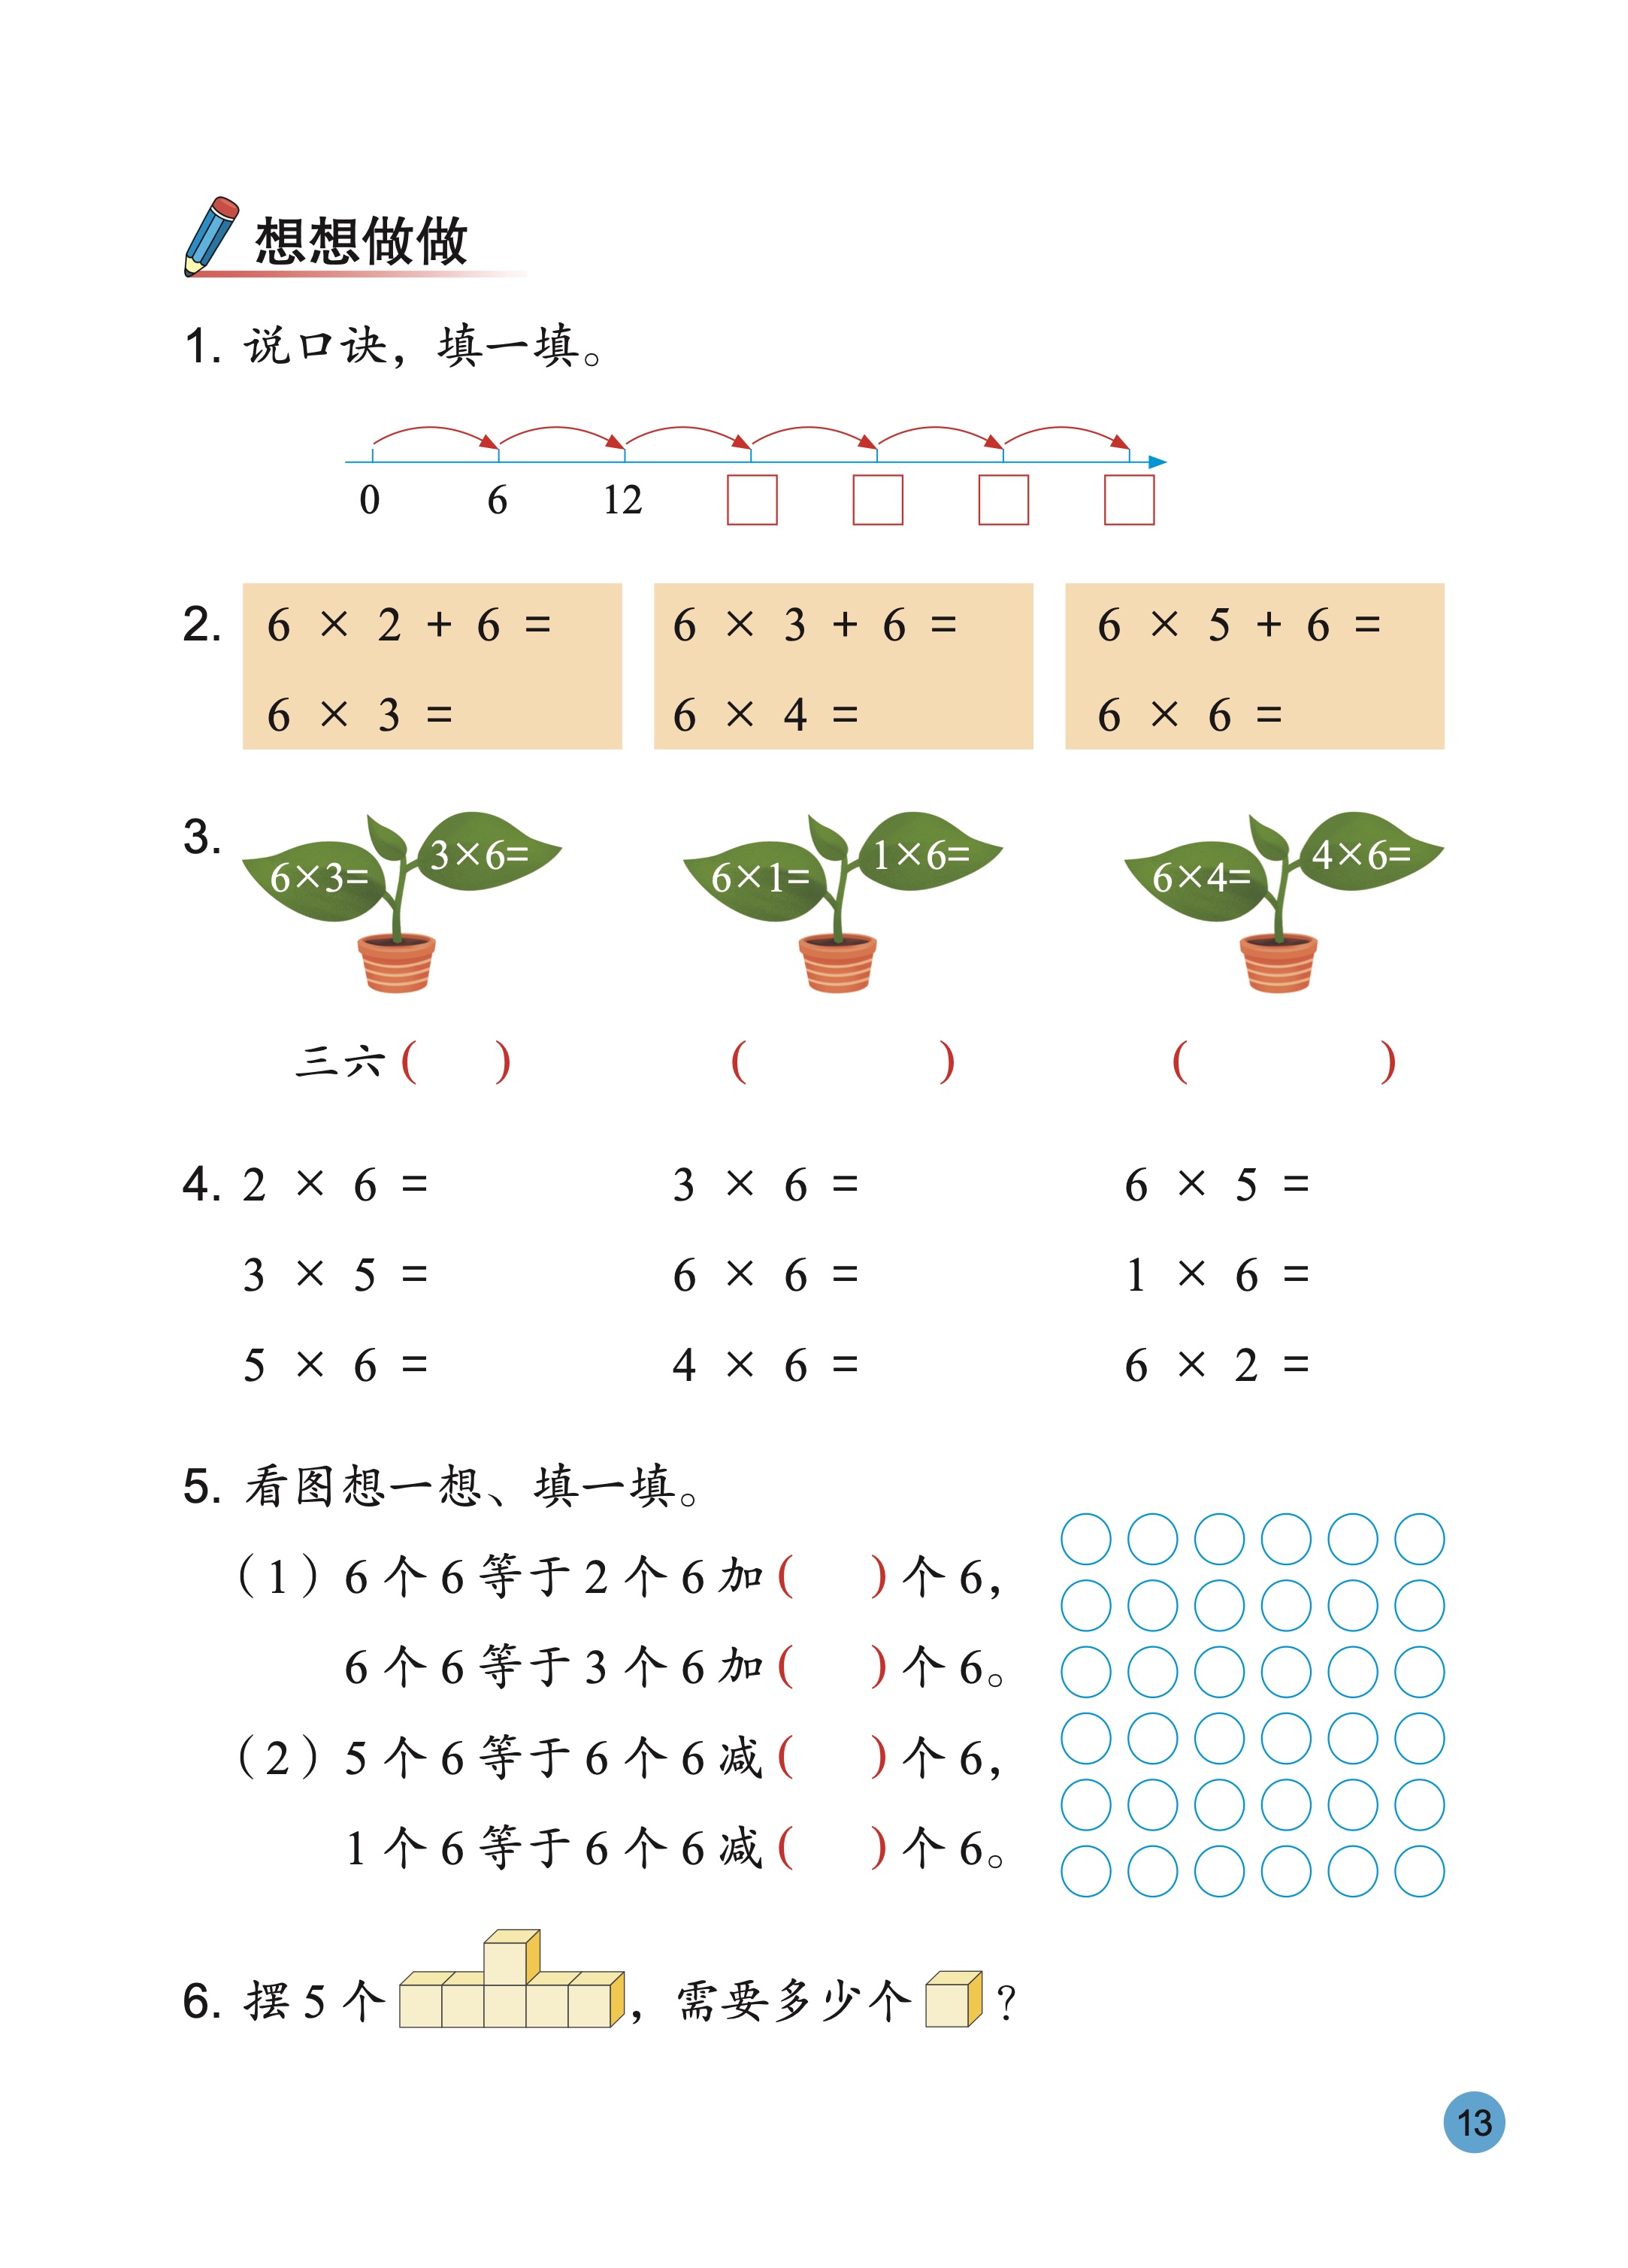 想想做做
1. 说口诀，填一填。
0 6 12
2. 6 × 2 + 6 = 6 × 3 + 6 = 6 × 5 + 6 =
6 × 3 = 6 × 4 = 6 × 6 =
3. 6×3= 3×6= 6×1= 1×6= 6×4= 4×6=
三六( ) ( ) ( )
4. 2 × 6 = 3 × 6 = 6 × 5 =
3 × 5 = 6 × 6 = 1 × 6 =
5 × 6 = 4 × 6 = 6 × 2 =
5. 看图想一想、填一填。
（1）6个6等于2个6加( )个6，
6个6等于3个6加( )个6。
（2）5个6等于6个6减( )个6，
1个6等于6个6减( )个6。
6. 摆5个 ，需要多少个 ？
13